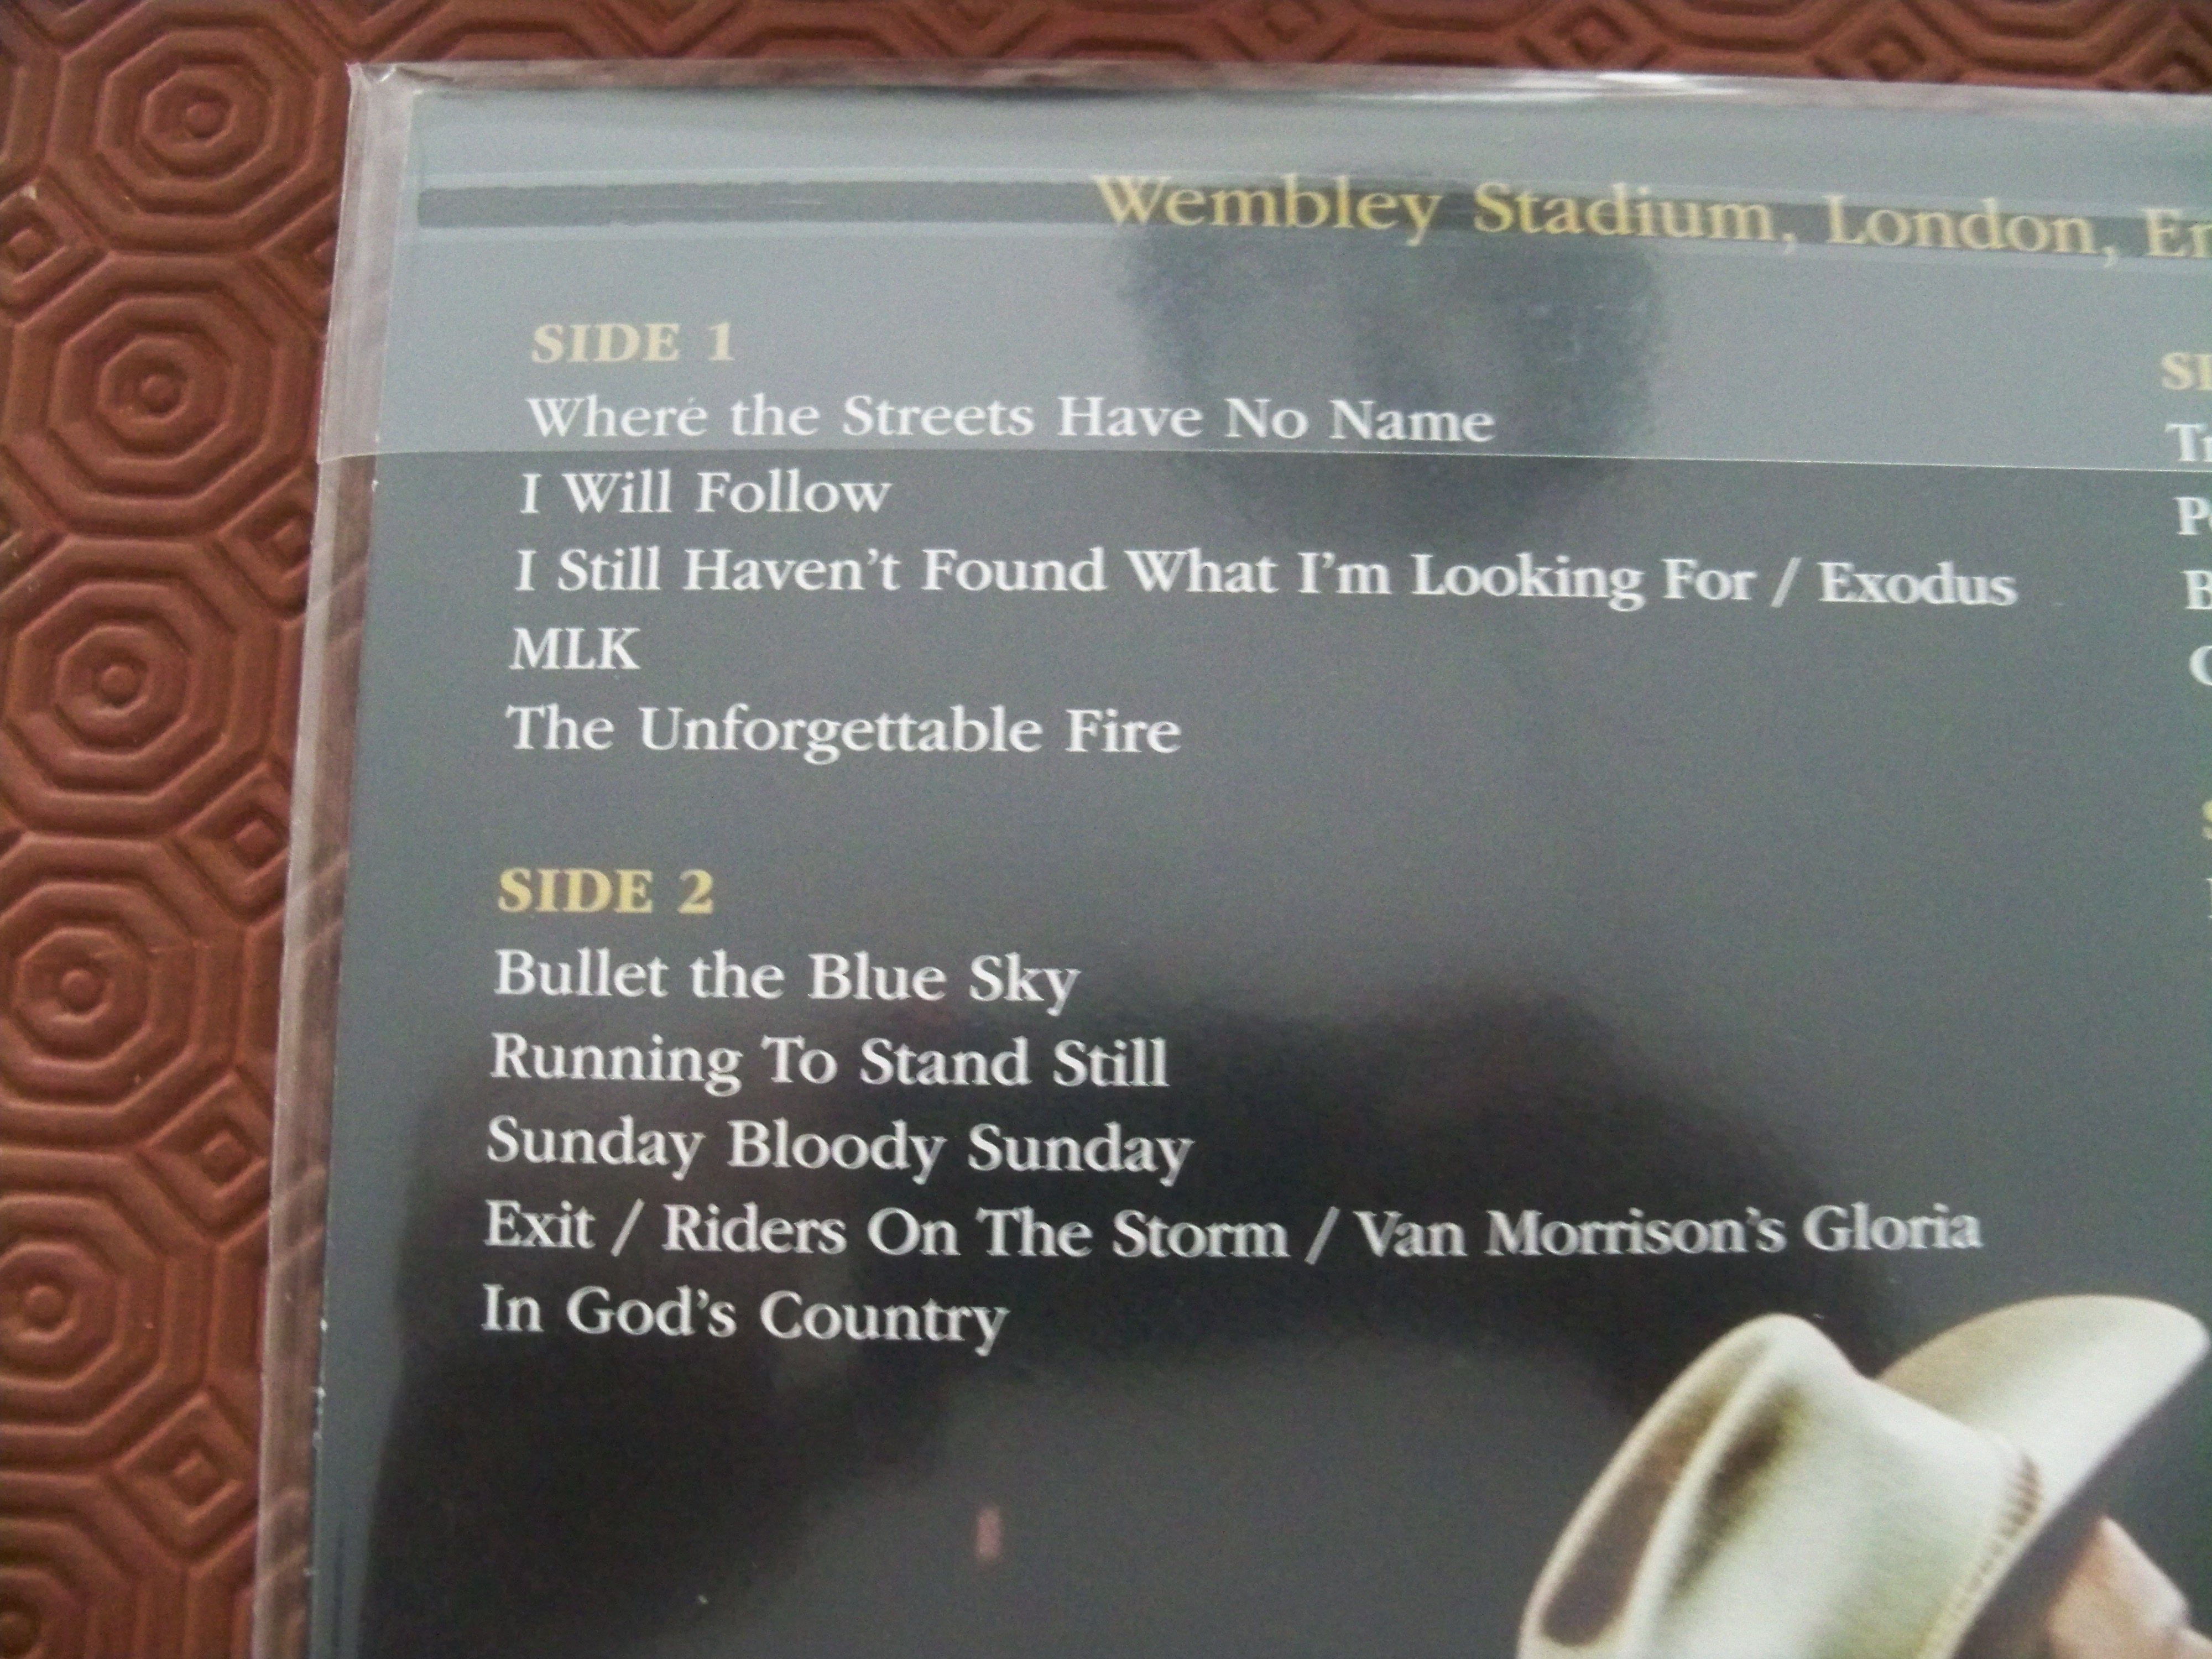 Wembley Stadium, London,
SIDE 1
Where the Streets Have No Name
I Will Follow
I Still Haven't Found What I'm Looking For / Exodus
MLK
The Unforgettable Fire
SIDE 2
Bullet the Blue Sky
Running To Stand Still
Sunday Bloody Sunday
Exit / Riders On The Storm / Van Morrison's Gloria
In God's Country